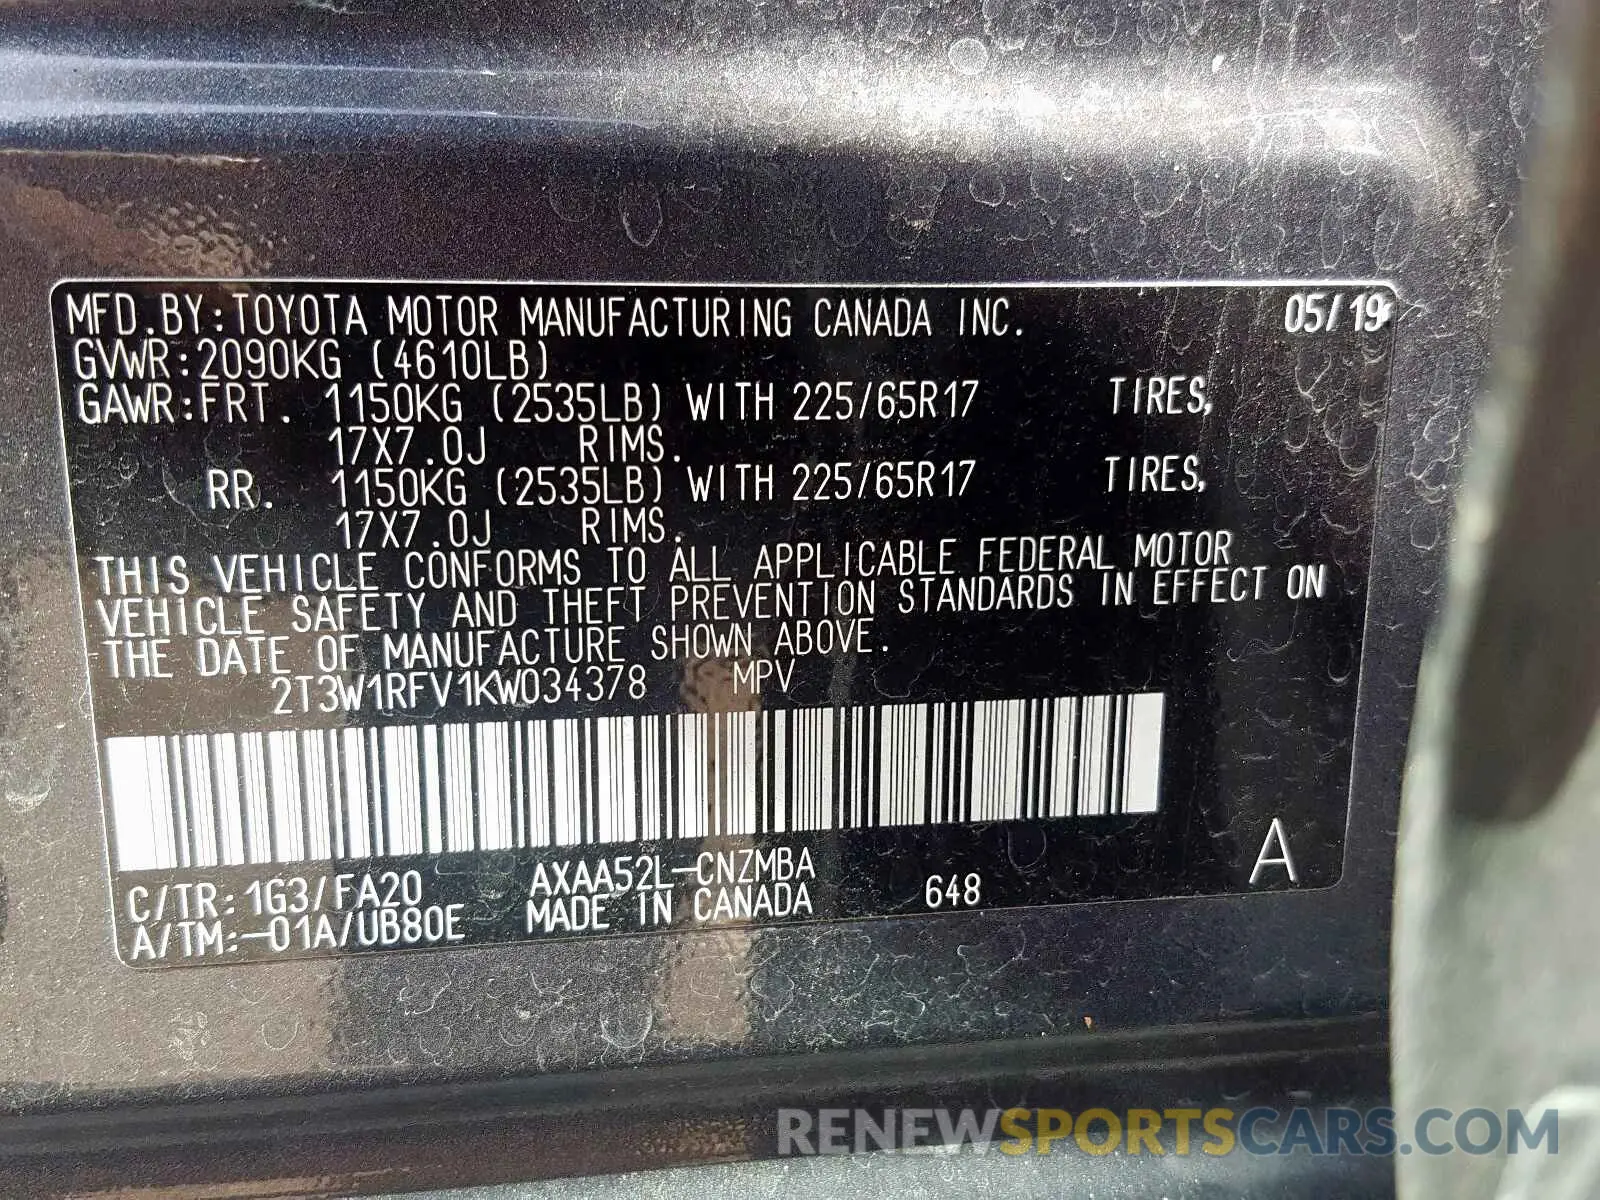 MFD.BY:TOYOTA MOTOR MANUFACTURING CANADA INC. 05/19
GVWR:2090KG (4610LB)
GAWR:FRT. 1150KG (2535LB) WITH 225/65R17 TIRES,
17X7.0J RIMS.
RR. 1150KG (2535LB) WITH 225/65R17 TIRES,
17X7.0J RIMS.
THIS VEHICLE CONFORMS TO ALL APPLICABLE FEDERAL MOTOR
VEHICLE SAFETY AND THEFT PREVENTION STANDARDS IN EFFECT ON
THE DATE OF MANUFACTURE SHOWN ABOVE.
2T3W1RFV1KW034378 MPV
C/TR:1G3/FA20 AXAA52L-CNZMBA 648 A
A/TM:-01A/UB80E MADE IN CANADA
RENEWSPORTSCARS.COM